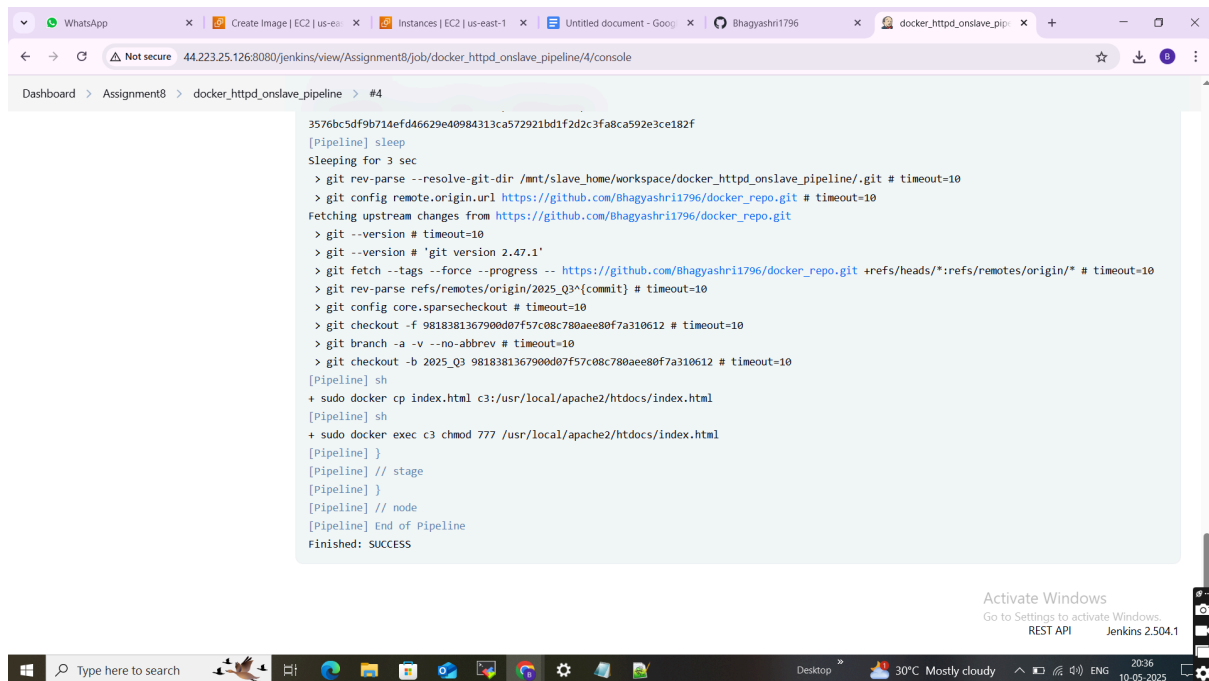 WhatsApp
Create Image | EC2 | us-eas
Instances | EC2 | us-east-1
Untitled document - Goog
Bhagyashri1796
docker_httpd_onslave_pipe
Not secure
44.223.25.126:8080/jenkins/view/Assignment8/job/docker_httpd_onslave_pipeline/4/console
B
Dashboard > Assignment8 > docker_httpd_onslave_pipeline > #4
3576bc5df9b714efd46629e40984313ca572921bd1f2d2c3fa8ca592e3ce182f
[Pipeline] sleep
Sleeping for 3 sec
> git rev-parse --resolve-git-dir /mnt/slave_home/workspace/docker_httpd_onslave_pipeline/.git # timeout=10
> git config remote.origin.url https://github.com/Bhagyashri1796/docker_repo.git # timeout=10
Fetching upstream changes from https://github.com/Bhagyashri1796/docker_repo.git
> git --version # timeout=10
> git --version # 'git version 2.47.1'
> git fetch --tags --force --progress -- https://github.com/Bhagyashri1796/docker_repo.git +refs/heads/*:refs/remotes/origin/* # timeout=10
> git rev-parse refs/remotes/origin/2025_Q3^{commit} # timeout=10
> git config core.sparsecheckout # timeout=10
> git checkout -f 9818381367900d07f57c08c780aee80f7a310612 # timeout=10
> git branch -a -v --no-abbrev # timeout=10
> git checkout -b 2025_Q3 9818381367900d07f57c08c780aee80f7a310612 # timeout=10
[Pipeline] sh
+ sudo docker cp index.html c3:/usr/local/apache2/htdocs/index.html
[Pipeline] sh
+ sudo docker exec c3 chmod 777 /usr/local/apache2/htdocs/index.html
[Pipeline] }
[Pipeline] // stage
[Pipeline] }
[Pipeline] // node
[Pipeline] End of Pipeline
Finished: SUCCESS
Activate Windows
Go to Settings to activate Windows.
REST API
Jenkins 2.504.1
Type here to search
Desktop
30°C Mostly cloudy
ENG
20:36
10-05-2025